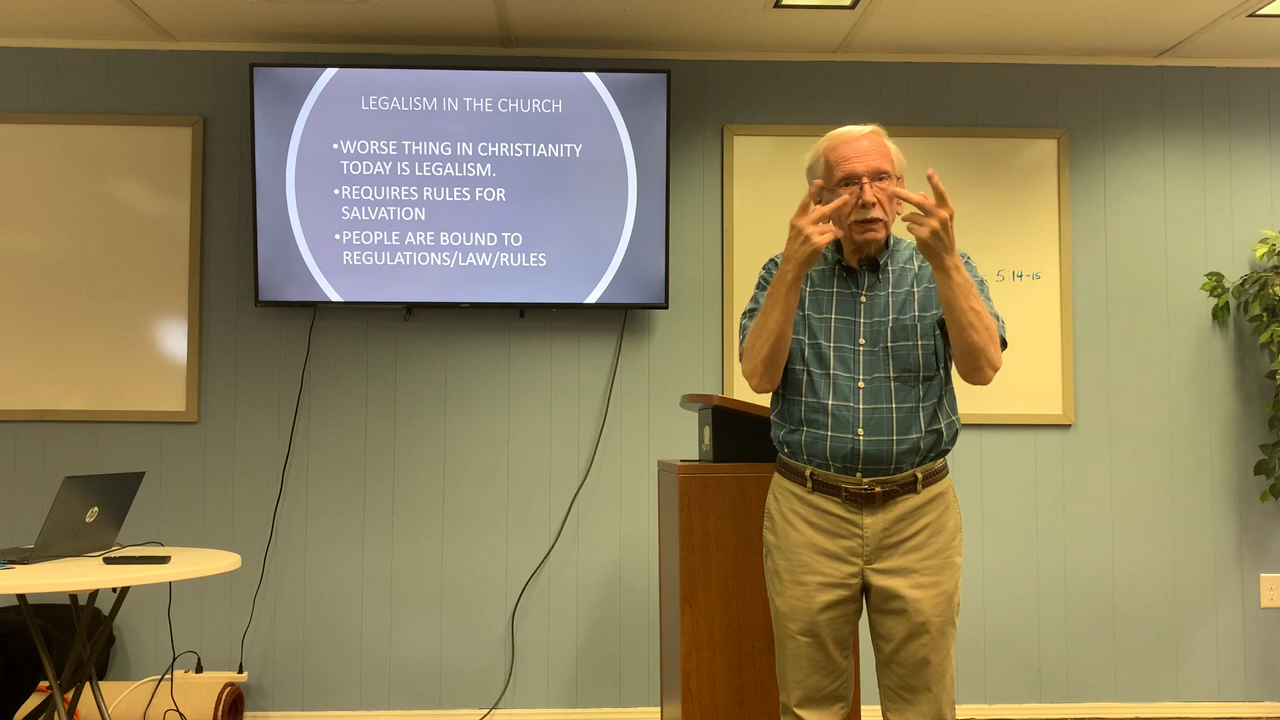 LEGALISM IN THE CHURCH
•WORSE THING IN CHRISTIANITY
TODAY IS LEGALISM.
•REQUIRES RULES FOR
SALVATION
•PEOPLE ARE BOUND TO
REGULATIONS/LAW/RULES
5:14-15
hp